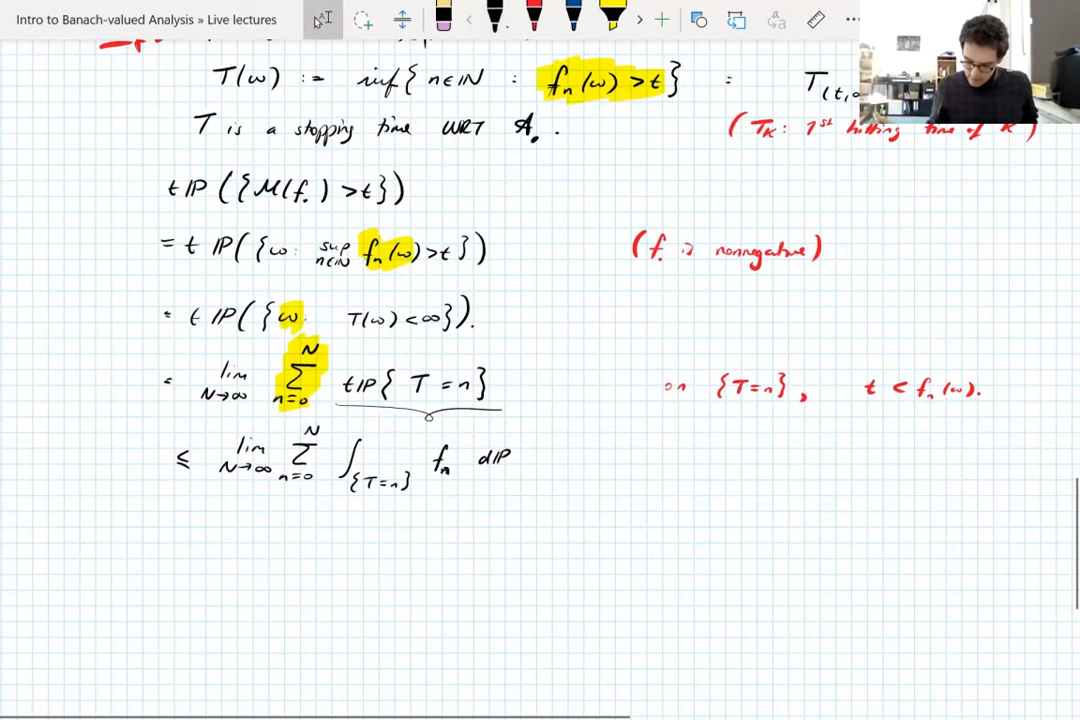 Intro to Banach-valued Analysis » Live lectures
T(ω) := inf{ n∈ℕ : f_n(ω) > t } = T_(t,∞
T is a stopping time WRT 𝒜. .
( T_K : 1st hitting time of K )
t ℙ ({ M(f.) > t })
= t ℙ({ω: sup_{n∈ℕ} f_n(ω) > t })
(f. is nonnegative)
= t ℙ({ω: T(ω) < ∞}).
= lim_{N→∞} Σ_{n=0}^N t ℙ{ T = n }
on {T=n}, t < f_n(ω).
≤ lim_{N→∞} Σ_{n=0}^N ∫_{{T=n}} f_n dℙ